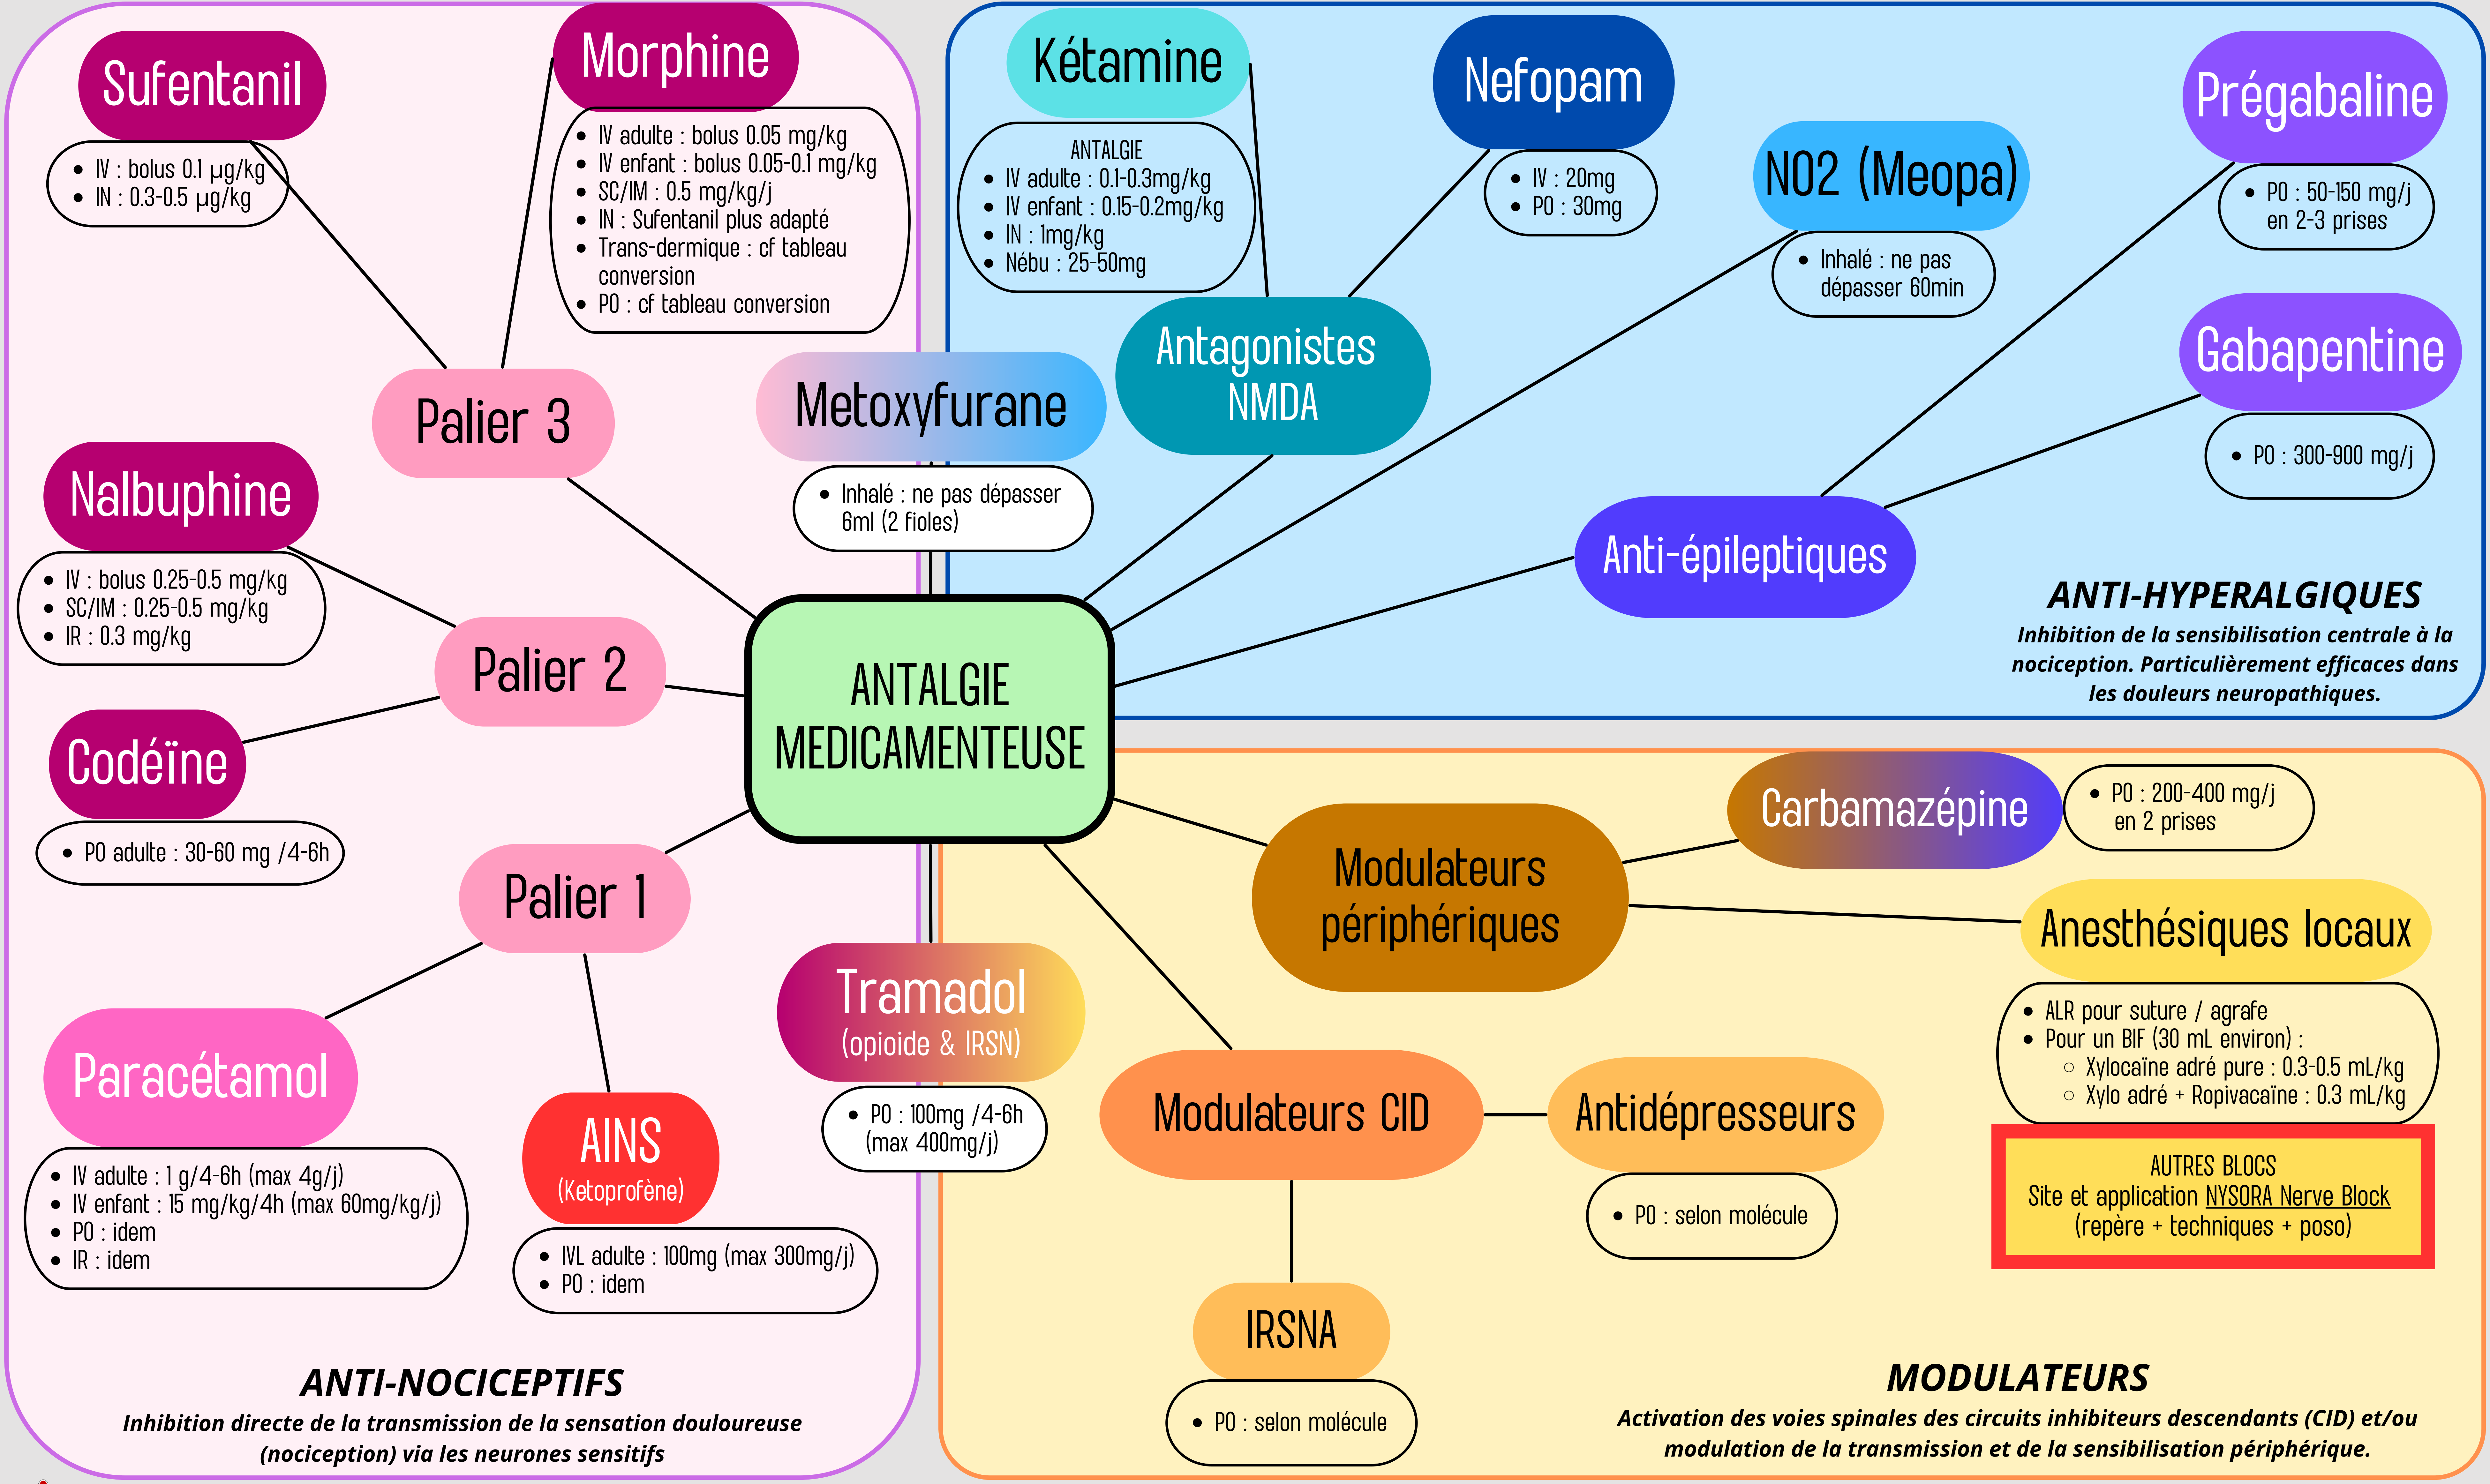 Sufentanil
• IV : bolus 0.1 µg/kg
• IN : 0.3-0.5 µg/kg
Morphine
• IV adulte : bolus 0.05 mg/kg
• IV enfant : bolus 0.05-0.1 mg/kg
• SC/IM : 0.5 mg/kg/j
• IN : Sufentanil plus adapté
• Trans-dermique : cf tableau
conversion
• PO : cf tableau conversion
Palier 3
Nalbuphine
• IV : bolus 0.25-0.5 mg/kg
• SC/IM : 0.25-0.5 mg/kg
• IR : 0.3 mg/kg
Palier 2
Codéïne
• PO adulte : 30-60 mg /4-6h
Palier 1
Paracétamol
• IV adulte : 1 g/4-6h (max 4g/j)
• IV enfant : 15 mg/kg/4h (max 60mg/kg/j)
• PO : idem
• IR : idem
AINS
(Ketoprofène)
• IVL adulte : 100mg (max 300mg/j)
• PO : idem
ANTI-NOCICEPTIFS
Inhibition directe de la transmission de la sensation douloureuse
(nociception) via les neurones sensitifs
Metoxyfurane
• Inhalé : ne pas dépasser
6ml (2 fioles)
ANTALGIE
MEDICAMENTEUSE
Tramadol
(opioide & IRSN)
• PO : 100mg /4-6h
(max 400mg/j)
Kétamine
ANTALGIE
• IV adulte : 0.1-0.3mg/kg
• IV enfant : 0.15-0.2mg/kg
• IN : 1mg/kg
• Nébu : 25-50mg
Nefopam
• IV : 20mg
• PO : 30mg
Antagonistes
NMDA
NO2 (Meopa)
• Inhalé : ne pas
dépasser 60min
Prégabaline
• PO : 50-150 mg/j
en 2-3 prises
Gabapentine
• PO : 300-900 mg/j
Anti-épileptiques
ANTI-HYPERALGIQUES
Inhibition de la sensibilisation centrale à la
nociception. Particulièrement efficaces dans
les douleurs neuropathiques.
Modulateurs
périphériques
Carbamazépine
• PO : 200-400 mg/j
en 2 prises
Anesthésiques locaux
• ALR pour suture / agrafe
• Pour un BIF (30 mL environ) :
○ Xylocaïne adré pure : 0.3-0.5 mL/kg
○ Xylo adré + Ropivacaïne : 0.3 mL/kg
AUTRES BLOCS
Site et application NYSORA Nerve Block
(repère + techniques + poso)
Modulateurs CID
Antidépresseurs
• PO : selon molécule
IRSNA
• PO : selon molécule
MODULATEURS
Activation des voies spinales des circuits inhibiteurs descendants (CID) et/ou
modulation de la transmission et de la sensibilisation périphérique.